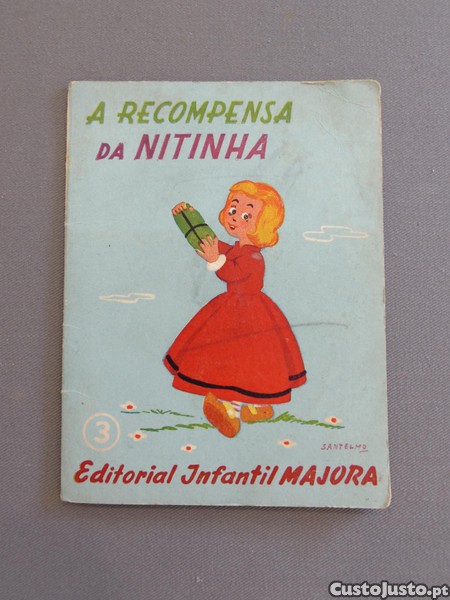 A RECOMPENSA
DA NITINHA
3
SANTELMO
Editorial Infantil MAJORA
CustoJusto.pt